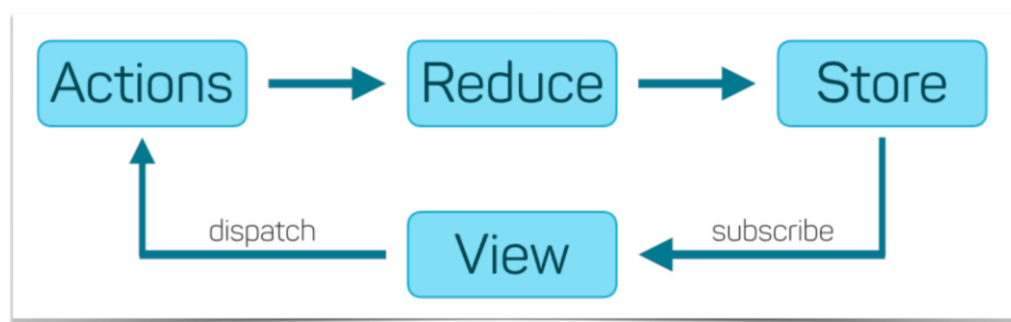 Actions
Reduce
Store
dispatch
View
subscribe